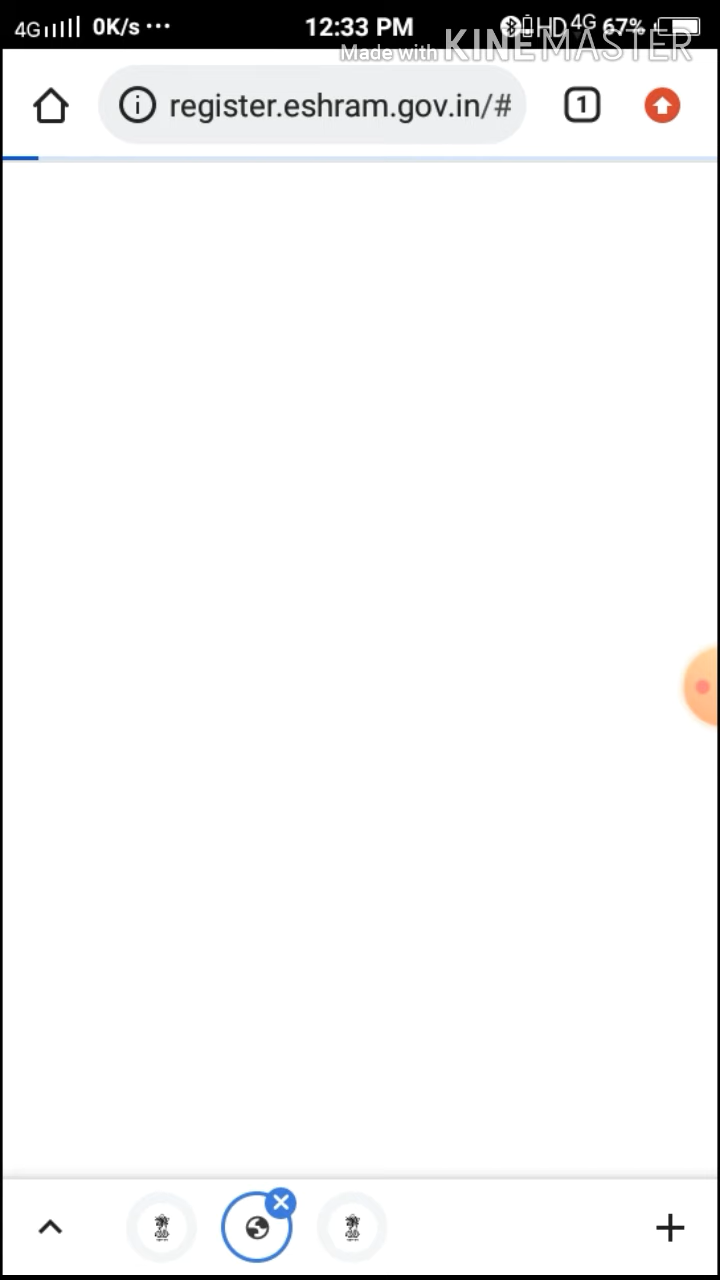 4G 0K/s ... 12:33 PM HD 4G 67%
Made with KINEMASTER
register.eshram.gov.in/#
1